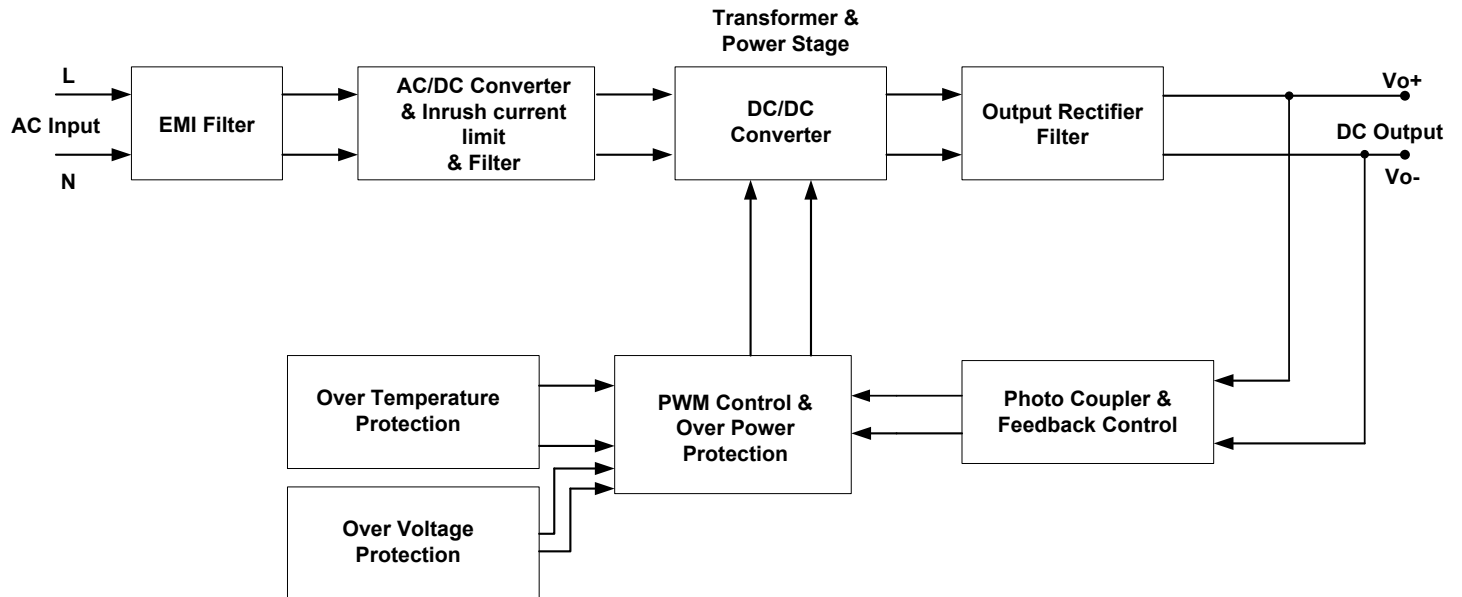 Transformer &
Power Stage
L
AC Input
N
EMI Filter
AC/DC Converter
& Inrush current
limit
& Filter
DC/DC
Converter
Output Rectifier
Filter
Vo+
DC Output
Vo-
Over Temperature
Protection
PWM Control &
Over Power
Protection
Photo Coupler &
Feedback Control
Over Voltage
Protection